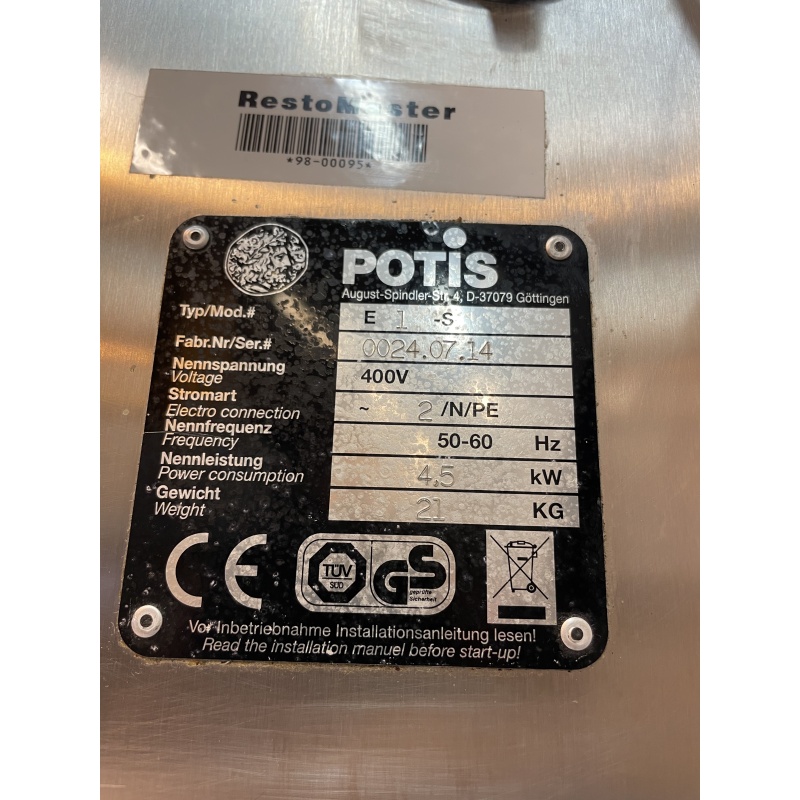 RestoMaster
*98-00095*
POTIS
August-Spindler-Str. 4, D-37079 Göttingen
Typ/Mod.# E 1 -S
Fabr.Nr/Ser.# 0024.07.14
Nennspannung
Voltage 400V
Stromart
Electro connection ~ 2 /N/PE
Nennfrequenz
Frequency 50-60 Hz
Nennleistung
Power consumption 4,5 kW
Gewicht
Weight 21 KG
CE
TÜV
SÜD
GS
geprüfte
Sicherheit
Vor Inbetriebnahme Installationsanleitung lesen!
Read the installation manuel before start-up!